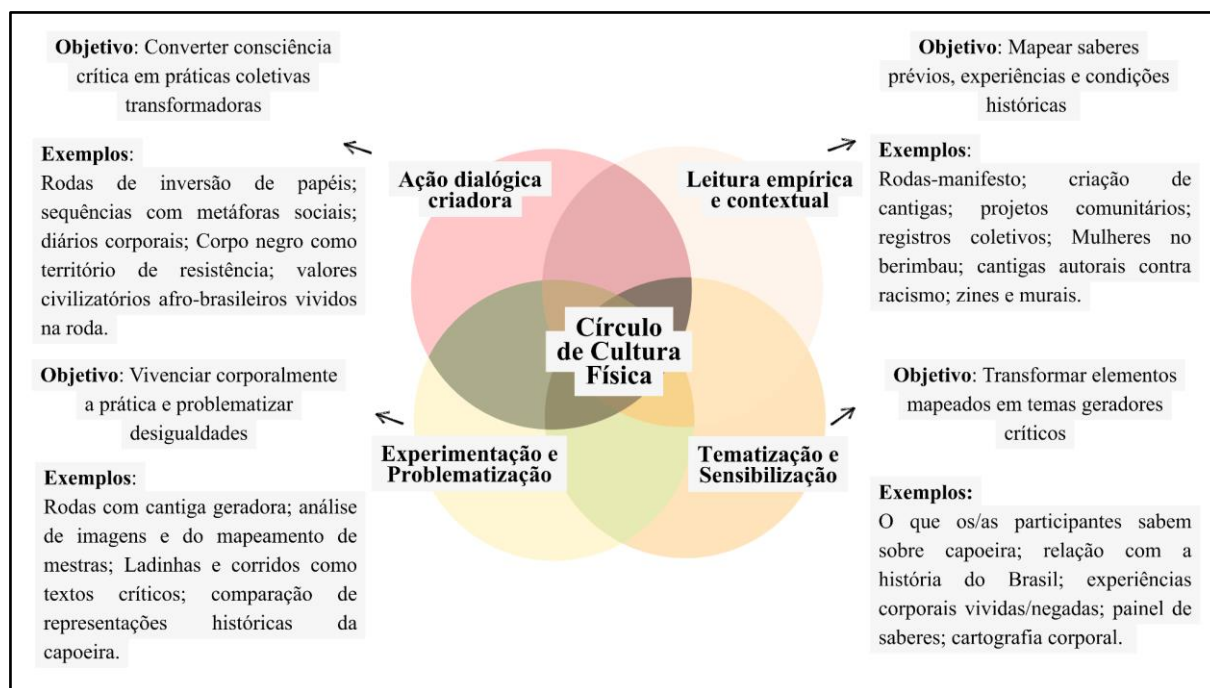 Objetivo: Converter consciência
crítica em práticas coletivas
transformadoras
Exemplos:
Rodas de inversão de papéis;
sequências com metáforas sociais;
diários corporais; Corpo negro como
território de resistência; valores
civilizatórios afro-brasileiros vividos
na roda.
Ação dialógica
criadora
Objetivo: Mapear saberes
prévios, experiências e condições
históricas
Exemplos:
Rodas-manifesto; criação de
cantigas; projetos comunitários;
registros coletivos; Mulheres no
berimbau; cantigas autorais contra
racismo; zines e murais.
Leitura empírica
e contextual
Círculo
de Cultura
Física
Objetivo: Vivenciar corporalmente
a prática e problematizar
desigualdades
Exemplos:
Rodas com cantiga geradora; análise
de imagens e do mapeamento de
mestras; Ladinhas e corridos como
textos críticos; comparação de
representações históricas da
capoeira.
Experimentação e
Problematização
Objetivo: Transformar elementos
mapeados em temas geradores
críticos
Exemplos:
O que os/as participantes sabem
sobre capoeira; relação com a
história do Brasil; experiências
corporais vividas/negadas; painel de
saberes; cartografia corporal.
Tematização e
Sensibilização